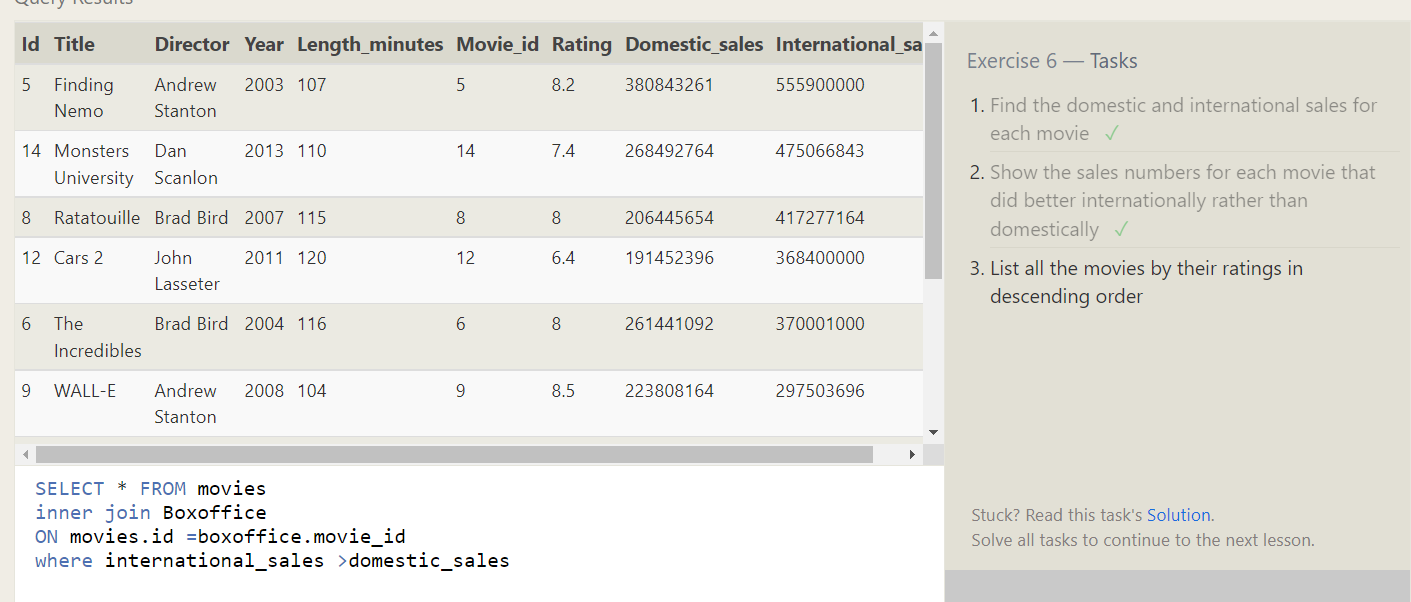 Query Results
Id Title Director Year Length_minutes Movie_id Rating Domestic_sales International_sa
5 Finding Andrew 2003 107 5 8.2 380843261 555900000
Nemo Stanton
14 Monsters Dan 2013 110 14 7.4 268492764 475066843
University Scanlon
8 Ratatouille Brad Bird 2007 115 8 8 206445654 417277164
12 Cars 2 John 2011 120 12 6.4 191452396 368400000
Lasseter
6 The Brad Bird 2004 116 6 8 261441092 370001000
Incredibles
9 WALL-E Andrew 2008 104 9 8.5 223808164 297503696
Stanton
SELECT * FROM movies
inner join Boxoffice
ON movies.id =boxoffice.movie_id
where international_sales >domestic_sales
Exercise 6 — Tasks
1. Find the domestic and international sales for
each movie ✓
2. Show the sales numbers for each movie that
did better internationally rather than
domestically ✓
3. List all the movies by their ratings in
descending order
Stuck? Read this task's Solution.
Solve all tasks to continue to the next lesson.